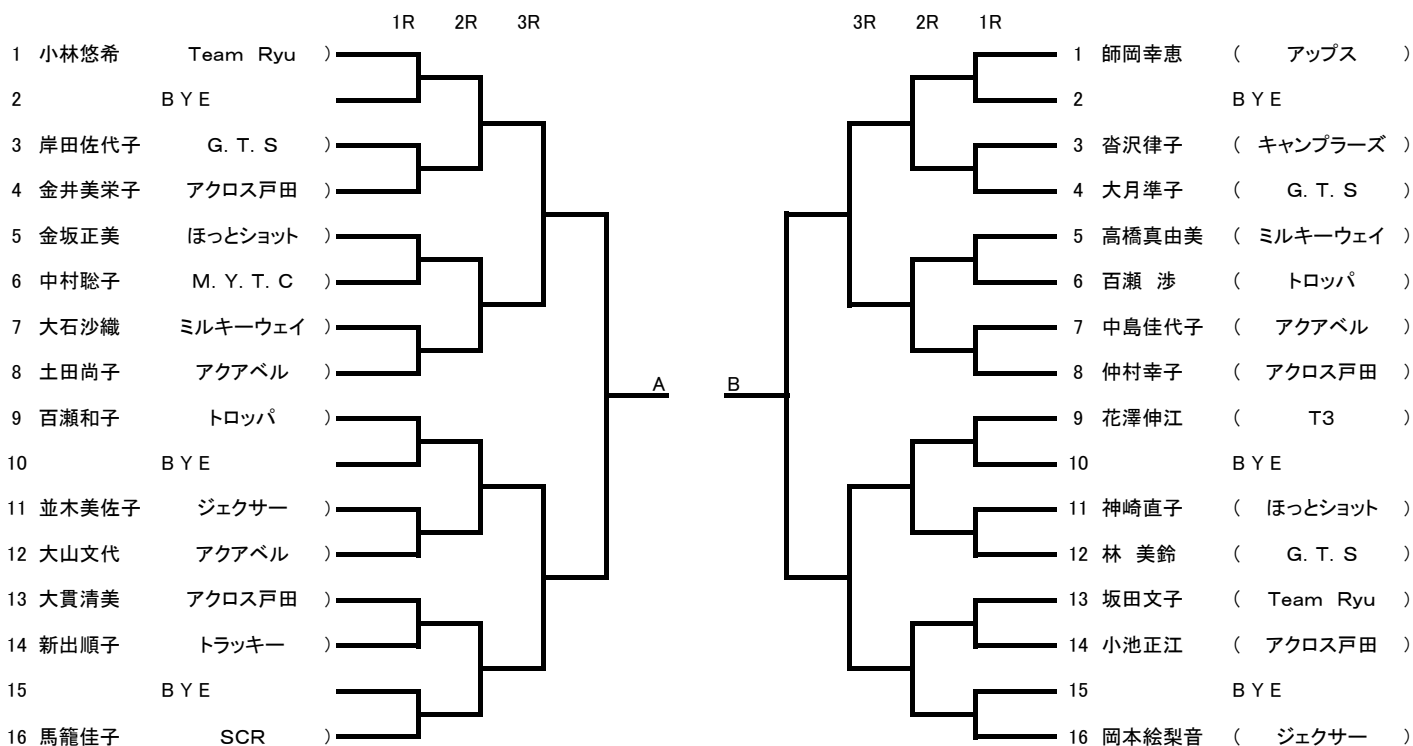 1R 2R 3R
1 小林悠希 Team Ryu )
2 BYE
3 岸田佐代子 G.T.S )
4 金井美栄子 アクロス戸田 )
5 金坂正美 ほっとショット )
6 中村聡子 M.Y.T.C )
7 大石沙織 ミルキーウェイ )
8 土田尚子 アクアベル )
9 百瀬和子 トロッパ )
10 BYE
11 並木美佐子 ジェクサー )
12 大山文代 アクアベル )
13 大貫清美 アクロス戸田 )
14 新出順子 トラッキー )
15 BYE
16 馬籠佳子 SCR )
A
3R 2R 1R
1 師岡幸恵 ( アップス )
2 BYE
3 沓沢律子 ( キャンプラーズ )
4 大月準子 ( G.T.S )
5 高橋真由美 ( ミルキーウェイ )
6 百瀬 渉 ( トロッパ )
7 中島佳代子 ( アクアベル )
8 仲村幸子 ( アクロス戸田 )
B
9 花澤伸江 ( T3 )
10 BYE
11 神崎直子 ( ほっとショット )
12 林 美鈴 ( G.T.S )
13 坂田文子 ( Team Ryu )
14 小池正江 ( アクロス戸田 )
15 BYE
16 岡本絵梨音 ( ジェクサー )